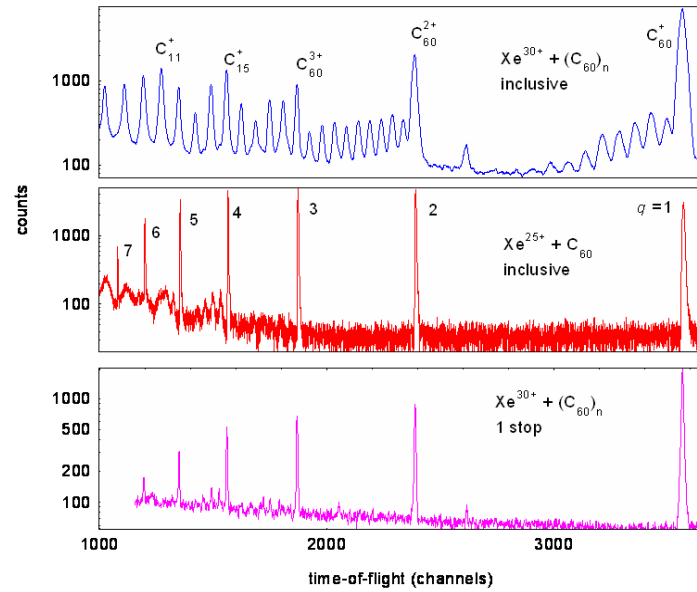 C₁₁⁺
C₁₅⁺
C₆₀³⁺
C₆₀²⁺
C₆₀⁺
Xe³⁰⁺ + (C₆₀)ₙ
inclusive
1000
100
counts
7
6
5
4
3
2
q =1
Xe²⁵⁺ + C₆₀
inclusive
1000
100
Xe³⁰⁺ + (C₆₀)ₙ
1 stop
1000
500
200
100
1000
2000
3000
time-of-flight (channels)